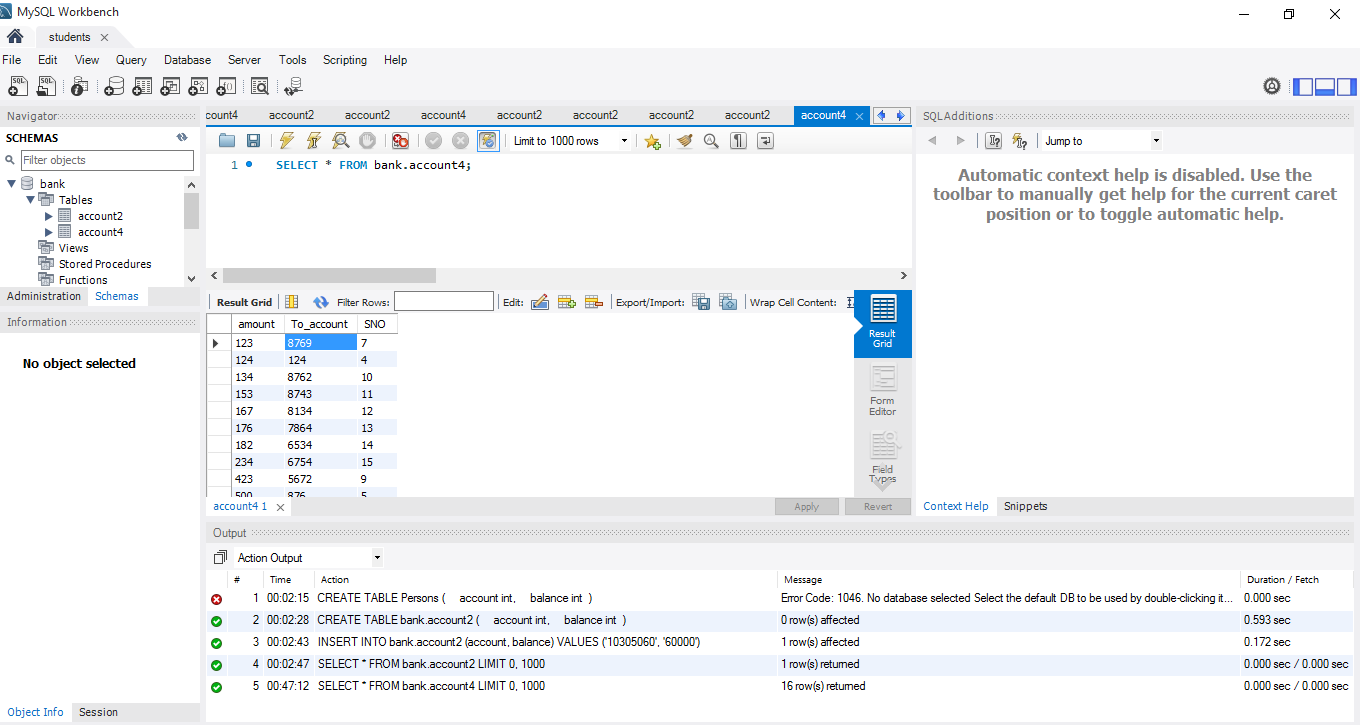 MySQL Workbench
students
File Edit View Query Database Server Tools Scripting Help
Navigator
SCHEMAS
Filter objects
bank
Tables
account2
account4
Views
Stored Procedures
Functions
Administration Schemas
Information
No object selected
Object Info Session
count4 account2 account2 account4 account2 account2 account2 account2 account4
Limit to 1000 rows
1 SELECT * FROM bank.account4;
Result Grid Filter Rows: Edit: Export/Import: Wrap Cell Content:
amount To_account SNO
123 8769 7
124 124 4
134 8762 10
153 8743 11
167 8134 12
176 7864 13
182 6534 14
234 6754 15
423 5672 9
500 876 5
Result
Grid
Form
Editor
Field
Types
account4 1 Apply Revert
SQLAdditions
Jump to
Automatic context help is disabled. Use the
toolbar to manually get help for the current caret
position or to toggle automatic help.
Context Help Snippets
Output
Action Output
# Time Action Message Duration / Fetch
1 00:02:15 CREATE TABLE Persons ( account int, balance int ) Error Code: 1046. No database selected Select the default DB to be used by double-clicking it... 0.000 sec
2 00:02:28 CREATE TABLE bank.account2 ( account int, balance int ) 0 row(s) affected 0.593 sec
3 00:02:43 INSERT INTO bank.account2 (account, balance) VALUES ('10305060', '60000') 1 row(s) affected 0.172 sec
4 00:02:47 SELECT * FROM bank.account2 LIMIT 0, 1000 1 row(s) returned 0.000 sec / 0.000 sec
5 00:47:12 SELECT * FROM bank.account4 LIMIT 0, 1000 16 row(s) returned 0.000 sec / 0.000 sec